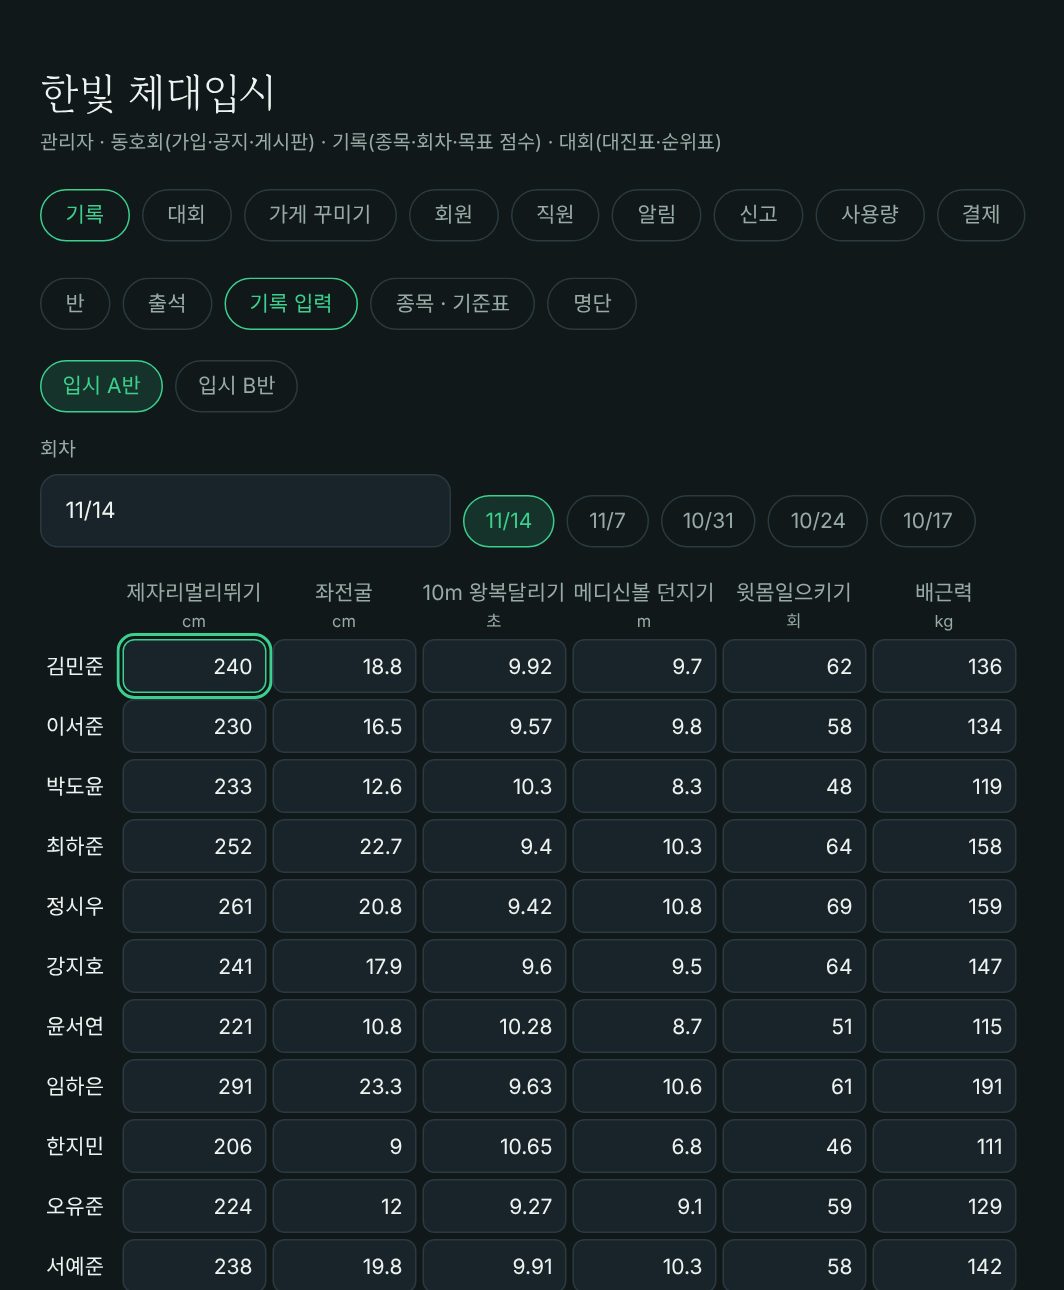 한빛 체대입시
관리자 · 동호회(가입·공지·게시판) · 기록(종목·회차·목표 점수) · 대회(대진표·순위표)
기록 대회 가게 꾸미기 회원 직원 알림 신고 사용량 결제
반 출석 기록 입력 종목 · 기준표 명단
입시 A반 입시 B반
회차
11/14 11/14 11/7 10/31 10/24 10/17
제자리멀리뛰기 좌전굴 10m 왕복달리기 메디신볼 던지기 윗몸일으키기 배근력
cm cm 초 m 회 kg
김민준 240 18.8 9.92 9.7 62 136
이서준 230 16.5 9.57 9.8 58 134
박도윤 233 12.6 10.3 8.3 48 119
최하준 252 22.7 9.4 10.3 64 158
정시우 261 20.8 9.42 10.8 69 159
강지호 241 17.9 9.6 9.5 64 147
윤서연 221 10.8 10.28 8.7 51 115
임하은 291 23.3 9.63 10.6 61 191
한지민 206 9 10.65 6.8 46 111
오유준 224 12 9.27 9.1 59 129
서예준 238 19.8 9.91 10.3 58 142